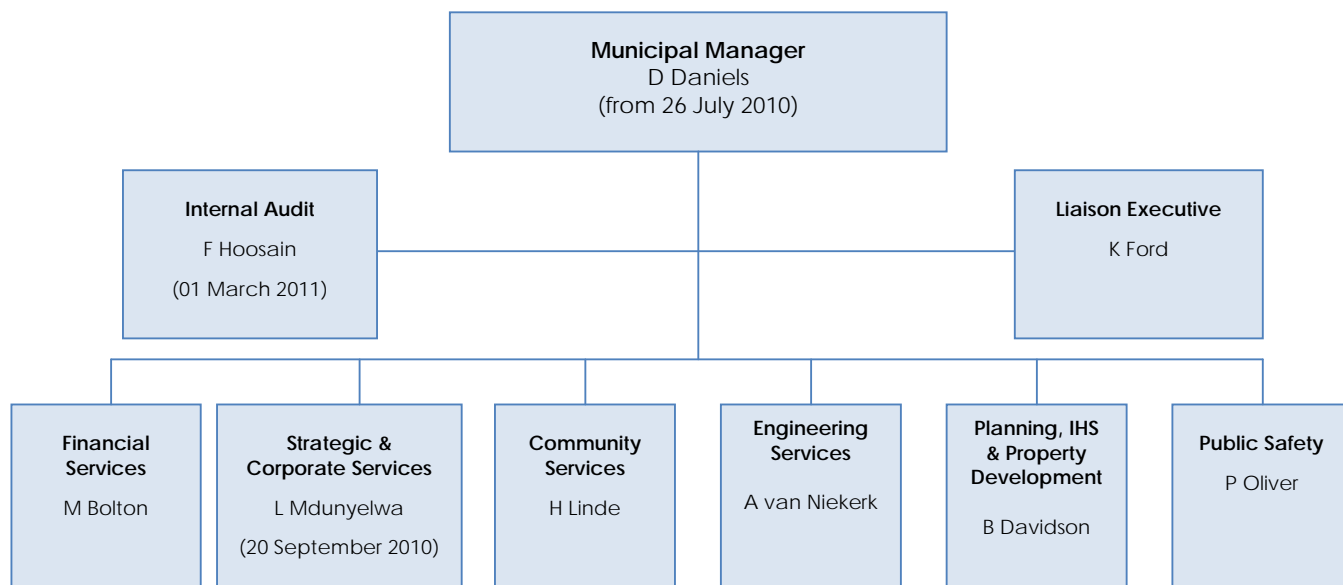 Municipal Manager
D Daniels
(from 26 July 2010)
Internal Audit
F Hoosain
(01 March 2011)
Liaison Executive
K Ford
Financial
Services
M Bolton
Strategic &
Corporate Services
L Mdunyelwa
(20 September 2010)
Community
Services
H Linde
Engineering
Services
A van Niekerk
Planning, IHS
& Property
Development
B Davidson
Public Safety
P Oliver